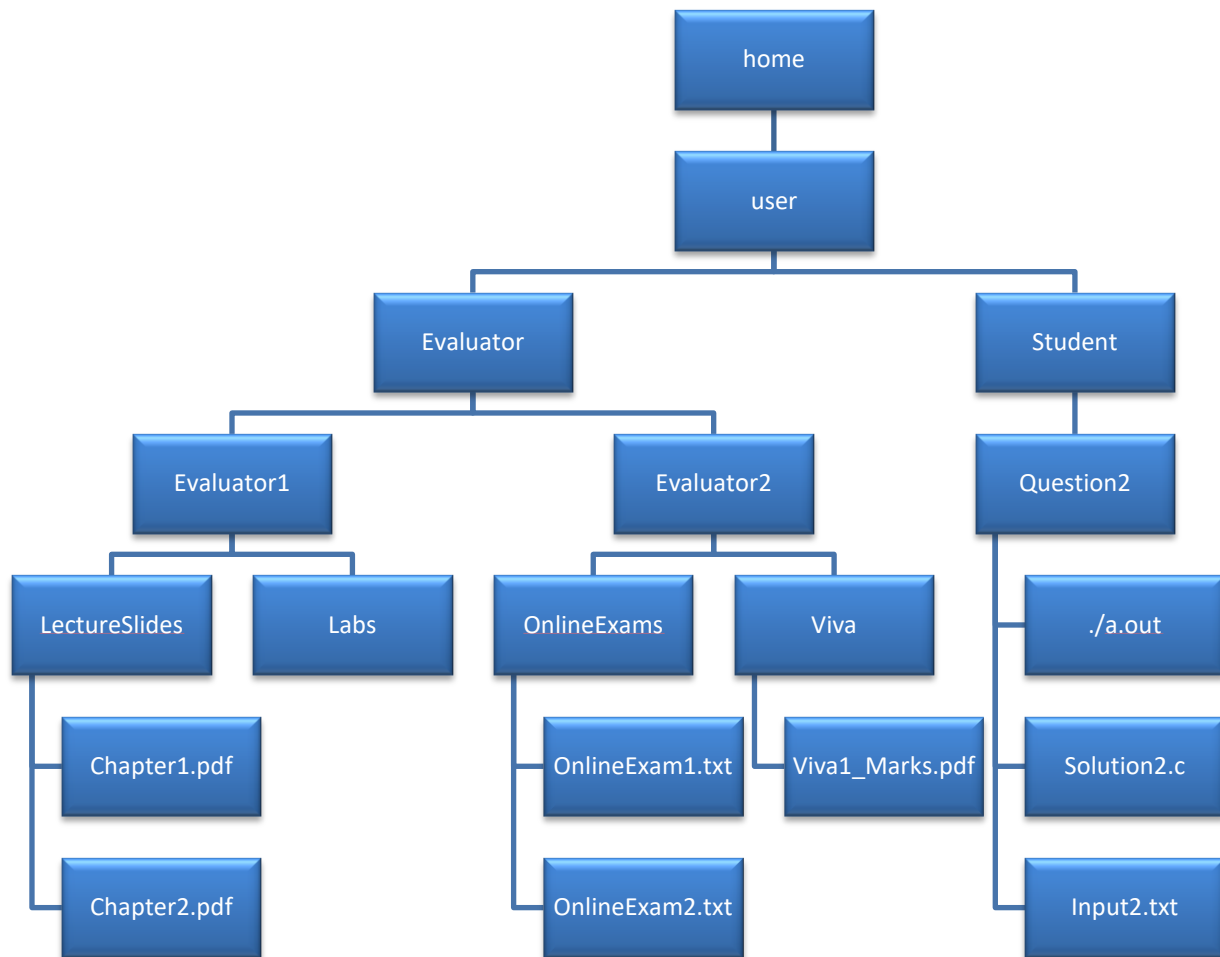 home
user
Evaluator
Student
Evaluator1
Evaluator2
Question2
LectureSlides
Labs
OnlineExams
Viva
./a.out
Chapter1.pdf
OnlineExam1.txt
Viva1_Marks.pdf
Solution2.c
Chapter2.pdf
OnlineExam2.txt
Input2.txt